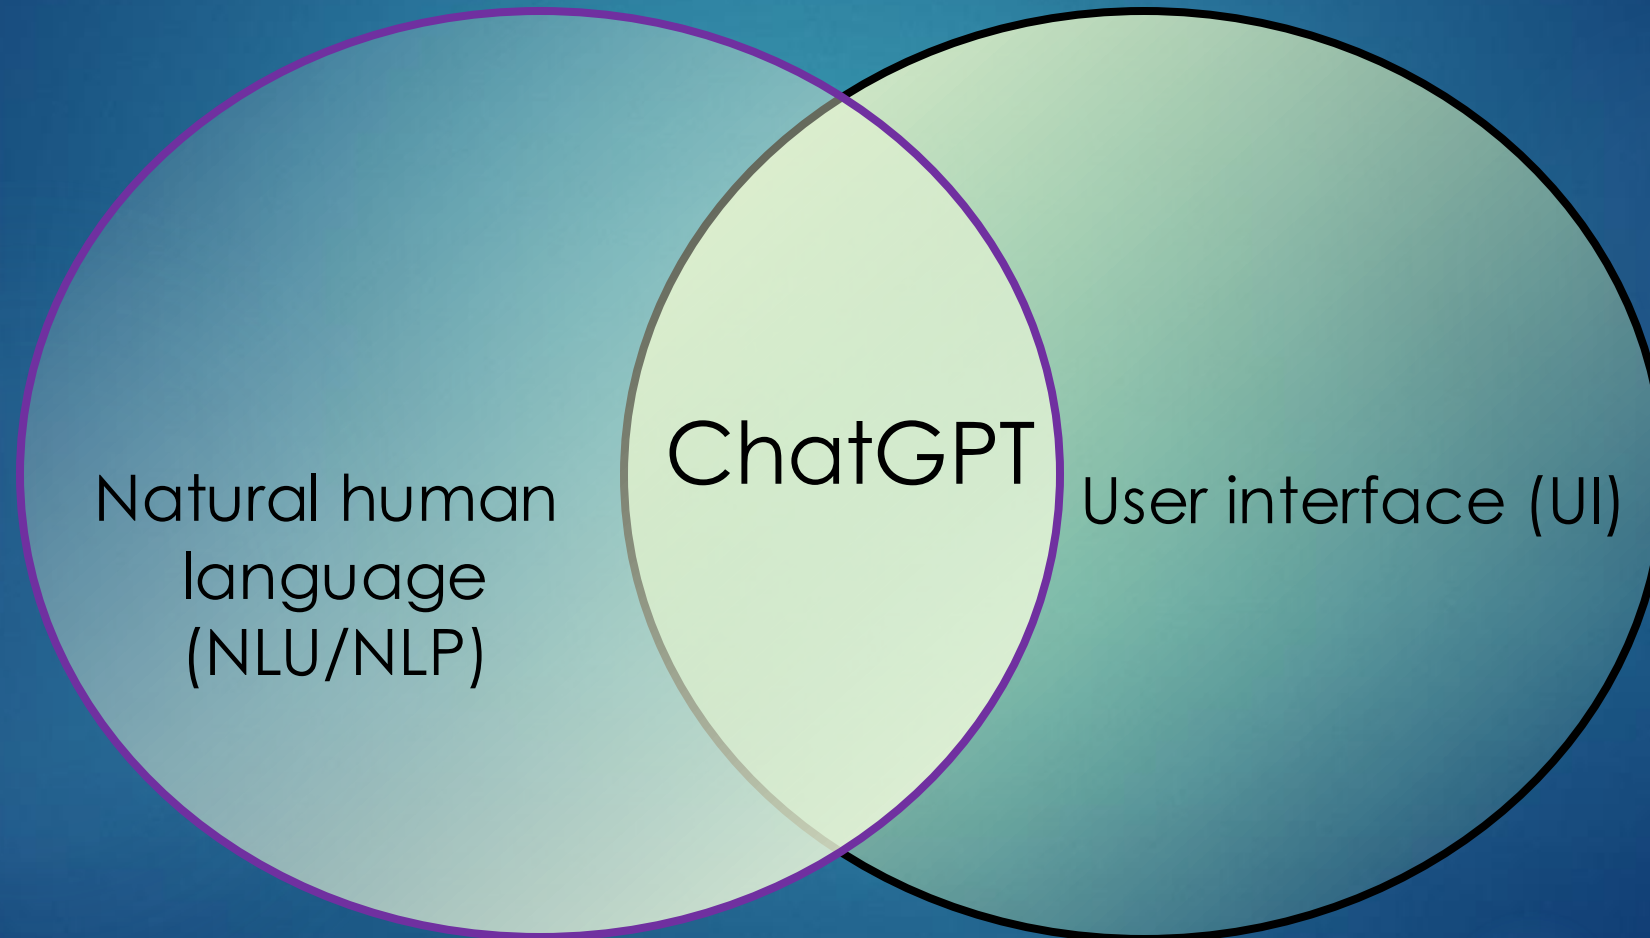 Natural human
language
(NLU/NLP)
ChatGPT
User interface (UI)